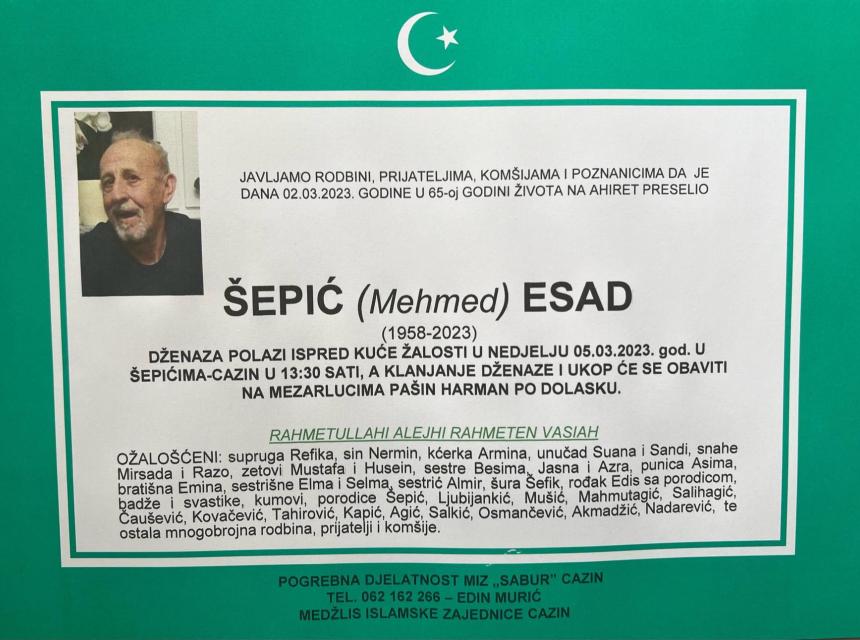 JAVLJAMO RODBINI, PRIJATELJIMA, KOMŠIJAMA I POZNANICIMA DA JE
DANA 02.03.2023. GODINE U 65-oj GODINI ŽIVOTA NA AHIRET PRESELIO
ŠEPIĆ (Mehmed) ESAD
(1958-2023)
DŽENAZA POLAZI ISPRED KUĆE ŽALOSTI U NEDJELJU 05.03.2023. god. U
ŠEPIĆIMA-CAZIN U 13:30 SATI, A KLANJANJE DŽENAZE I UKOP ĆE SE OBAVITI
NA MEZARLUCIMA PAŠIN HARMAN PO DOLASKU.
RAHMETULLAHI ALEJHI RAHMETEN VASIAH
OŽALOŠĆENI: supruga Refika, sin Nermin, kćerka Armina, unučad Suana i Sandi, snahe
Mirsada i Razo, zetovi Mustafa i Husein, sestre Besima, Jasna i Azra, punica Asima,
bratišna Emina, sestrišne Elma i Selma, sestrić Almir, šura Šefik, rođak Edis sa porodicom,
badže i svastike, kumovi, porodice Šepić, Ljubijankić, Mušić, Mahmutagić, Salihagić,
Čaušević, Kovačević, Tahirović, Kapić, Agić, Salkić, Osmančević, Akmadžić, Nadarević, te
ostala mnogobrojna rodbina, prijatelji i komšije.
POGREBNA DJELATNOST MIZ „SABUR" CAZIN
TEL. 062 162 266 – EDIN MURIĆ
MEDŽLIS ISLAMSKE ZAJEDNICE CAZIN